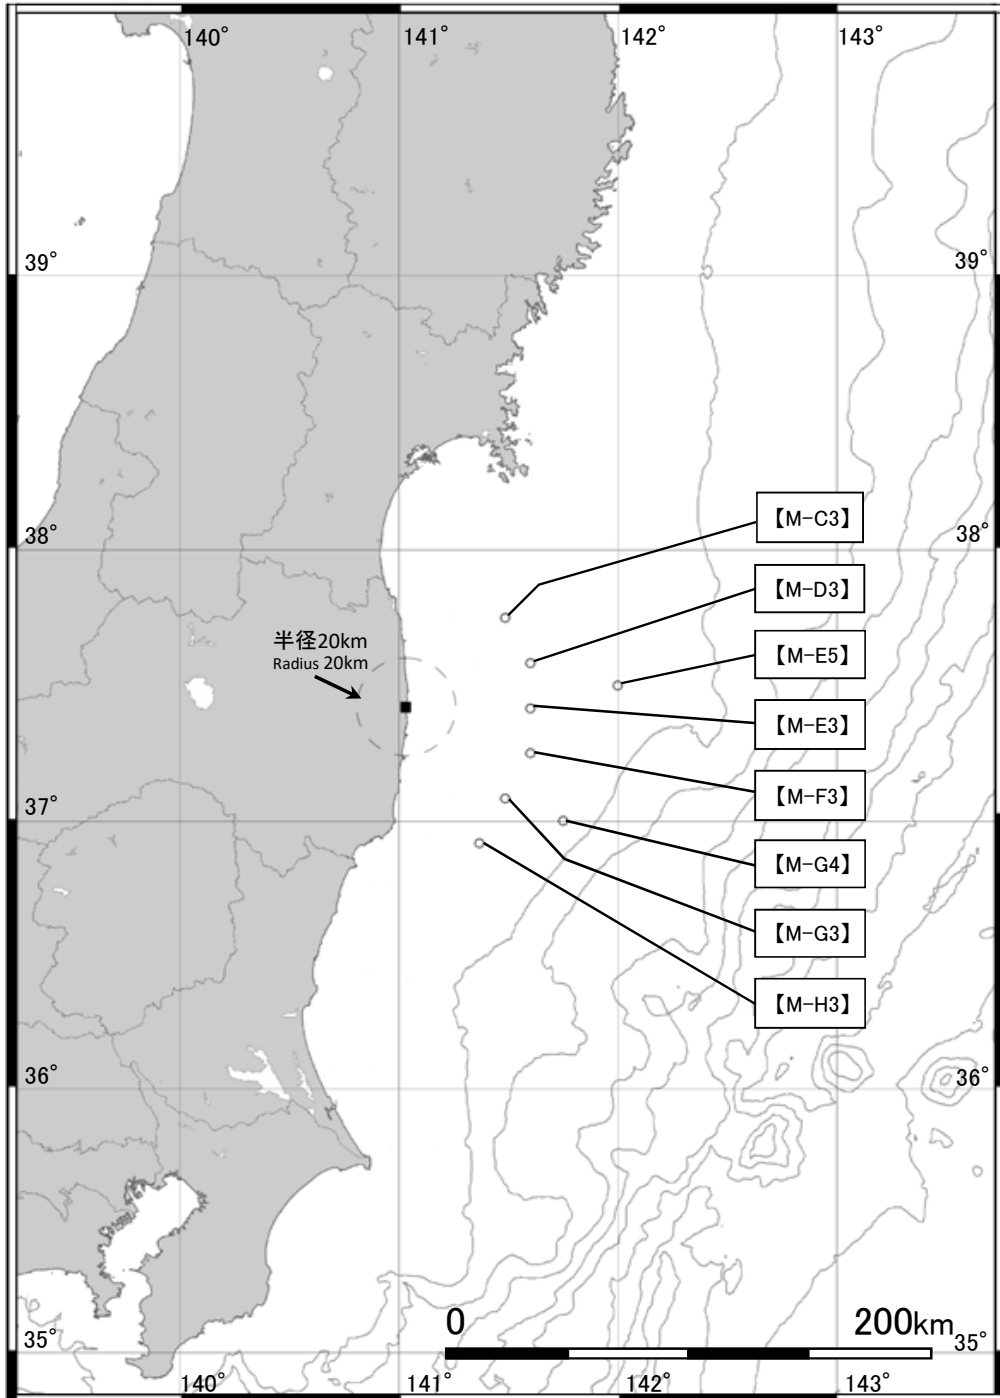 140°
141°
142°
143°
39°
39°
38°
38°
【M-C3】
【M-D3】
半径20km
Radius 20km
【M-E5】
【M-E3】
【M-F3】
37°
【M-G4】
【M-G3】
【M-H3】
36°
36°
0
200km
35°
35°
140°
141°
142°
143°